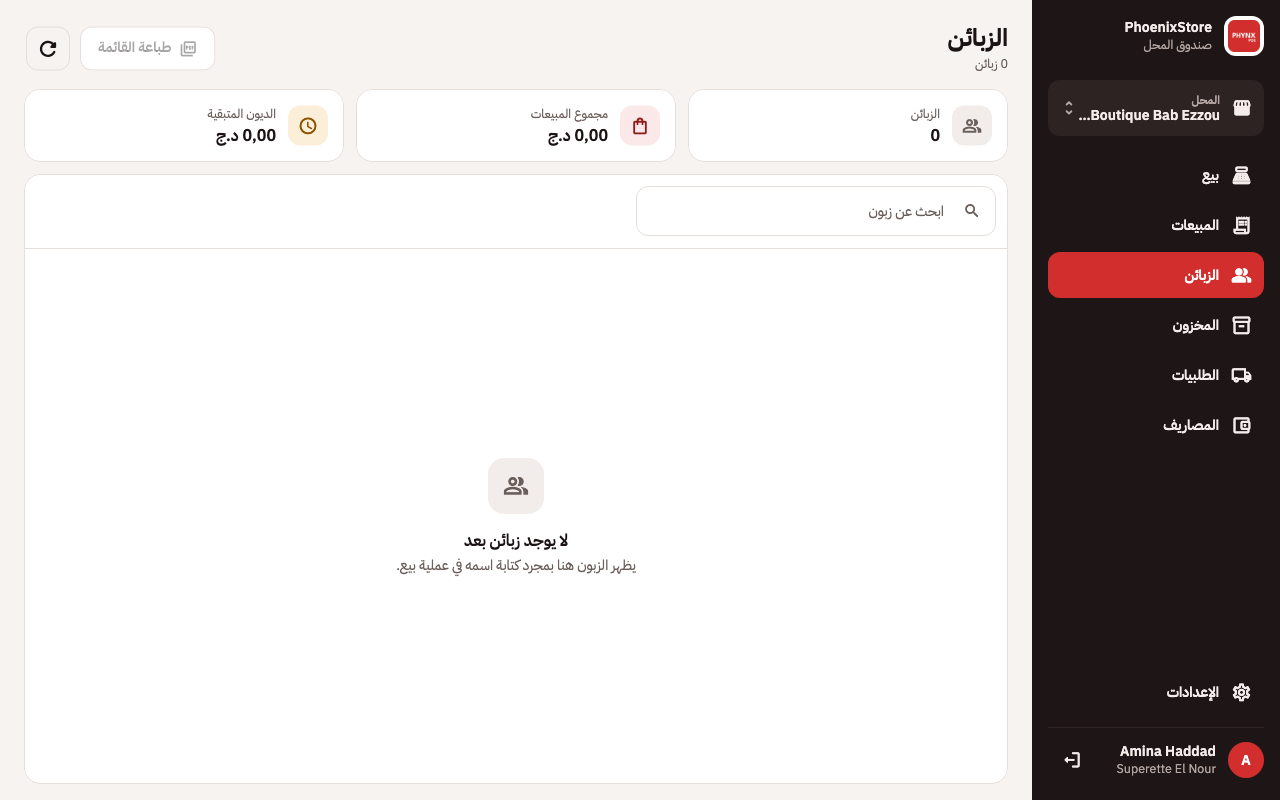 PHYNX
POS
PhoenixStore
صندوق المحل
المحل
Boutique Bab Ezzou...
بيع
المبيعات
الزبائن
المخزون
الطلبيات
المصاريف
الإعدادات
A
Amina Haddad
Superette El Nour
الزبائن
0 زبائن
طباعة القائمة
الزبائن
0
مجموع المبيعات
0,00 د.ج
الديون المتبقية
0,00 د.ج
ابحث عن زبون
لا يوجد زبائن بعد
يظهر الزبون هنا بمجرد كتابة اسمه في عملية بيع.